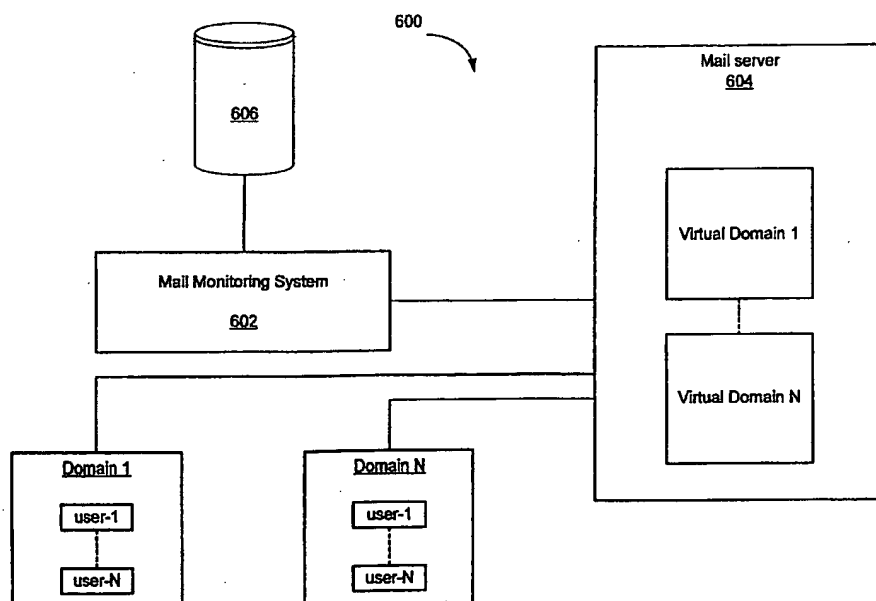 600
Mail server
604
606
Virtual Domain 1
Mail Monitoring System
602
Virtual Domain N
Domain 1
user-1
user-N
Domain N
user-1
user-N